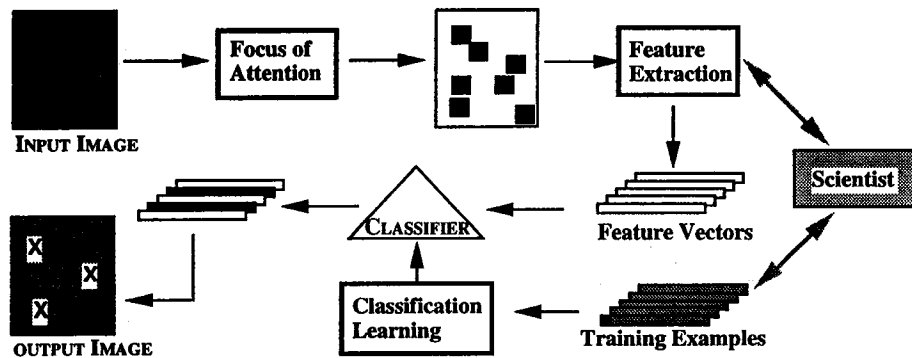 Focus of
Attention
Feature
Extraction
INPUT IMAGE
Scientist
CLASSIFIER
Feature Vectors
X
X
X
Classification
Learning
OUTPUT IMAGE
Training Examples